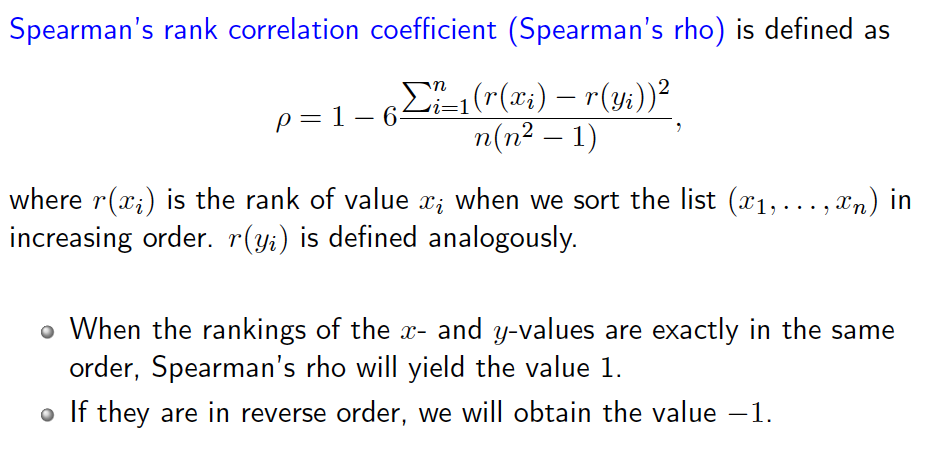 Spearman's rank correlation coefficient (Spearman's rho) is defined as
ρ = 1 − 6 \frac{\sum_{i=1}^{n}(r(x_i) − r(y_i))^2}{n(n^2 − 1)},
where r(x_i) is the rank of value x_i when we sort the list (x_1, . . . , x_n) in
increasing order. r(y_i) is defined analogously.
When the rankings of the x- and y-values are exactly in the same
order, Spearman's rho will yield the value 1.
If they are in reverse order, we will obtain the value −1.